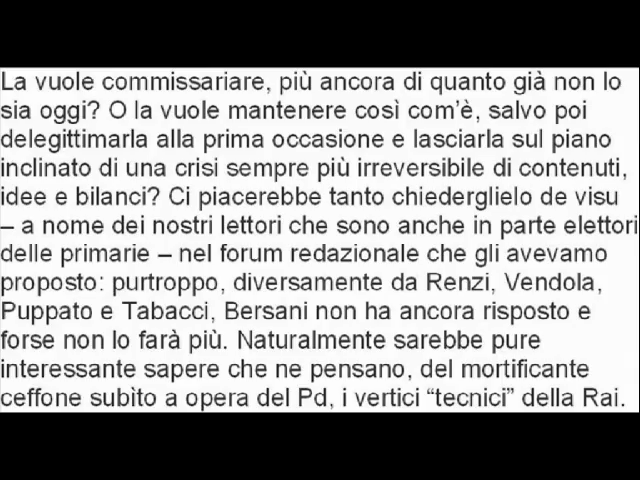 La vuole commissariare, più ancora di quanto già non lo
sia oggi? O la vuole mantenere così com’è, salvo poi
delegittimarla alla prima occasione e lasciarla sul piano
inclinato di una crisi sempre più irreversibile di contenuti,
idee e bilanci? Ci piacerebbe tanto chiederglielo de visu
– a nome dei nostri lettori che sono anche in parte elettori
delle primarie – nel forum redazionale che gli avevamo
proposto: purtroppo, diversamente da Renzi, Vendola,
Puppato e Tabacci, Bersani non ha ancora risposto e
forse non lo farà più. Naturalmente sarebbe pure
interessante sapere che ne pensano, del mortificante
ceffone subìto a opera del Pd, i vertici “tecnici” della Rai.